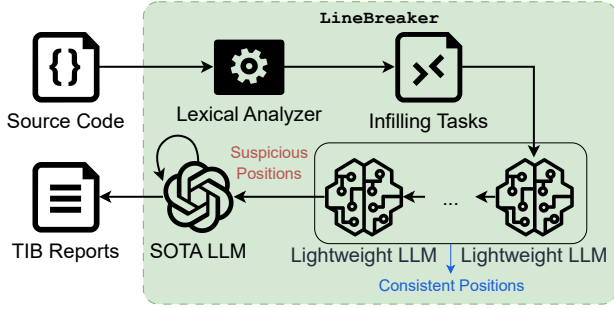 LineBreaker
{}
Source Code
Lexical Analyzer
Infilling Tasks
Suspicious
Positions
...
TIB Reports
SOTA LLM
Lightweight LLM
Lightweight LLM
Consistent Positions